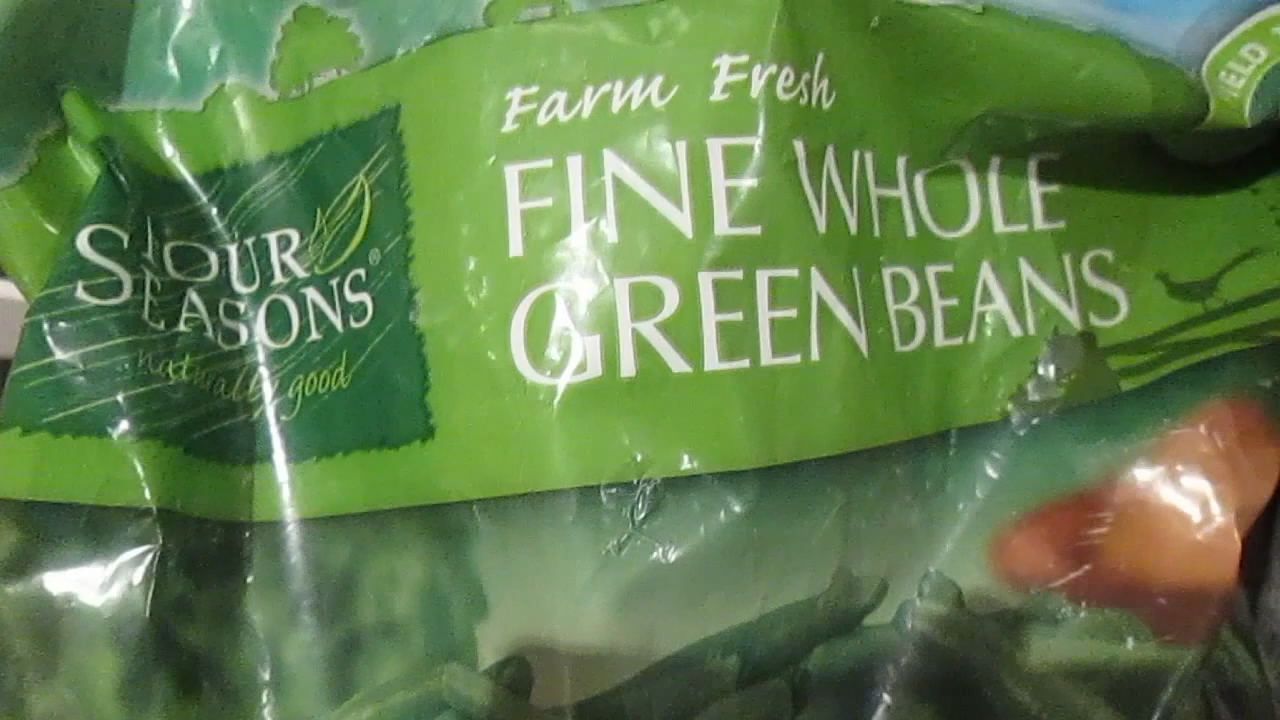 Farm Fresh
FINE WHOLE
GREEN BEANS
FOUR
SEASONS®
naturally good